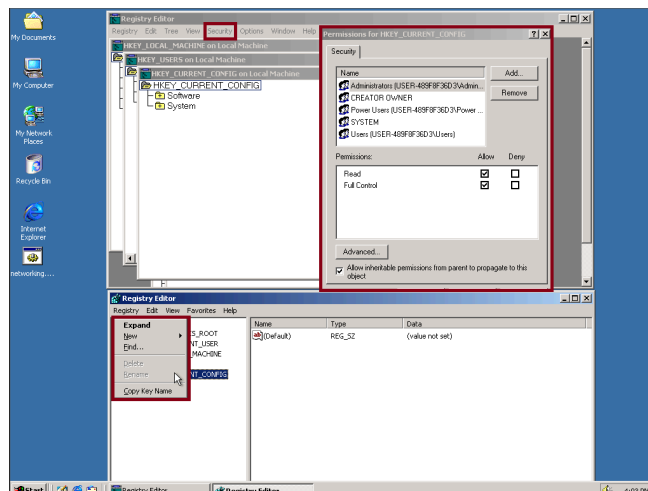 My Documents
My Computer
My Network
Places
Recycle Bin
Internet
Explorer
networking....
Registry Editor
Registry Edit Tree View Security Options Window Help
HKEY_LOCAL_MACHINE on Local Machine
HKEY_USERS on Local Machine
HKEY_CURRENT_CONFIG on Local Machine
HKEY_CURRENT_CONFIG
Software
System
Permissions for HKEY_CURRENT_CONFIG
Security
Name
Add...
Administrators (USER-489F8F36D3\Admin...
Remove
CREATOR OWNER
Power Users (USER-489F8F36D3\Power ...
SYSTEM
Users (USER-489F8F36D3\Users)
Permissions: Allow Deny
Read
Full Control
Advanced...
Allow inheritable permissions from parent to propagate to this
object
Registry Editor
Registry Edit View Favorites Help
Expand
New
Find...
Delete
Rename
Copy Key Name
S_ROOT
NT_USER
_MACHINE
NT_CONFIG
Name Type Data
(Default) REG_SZ (value not set)
Start Registry Editor Registry Editor 4:03 PM